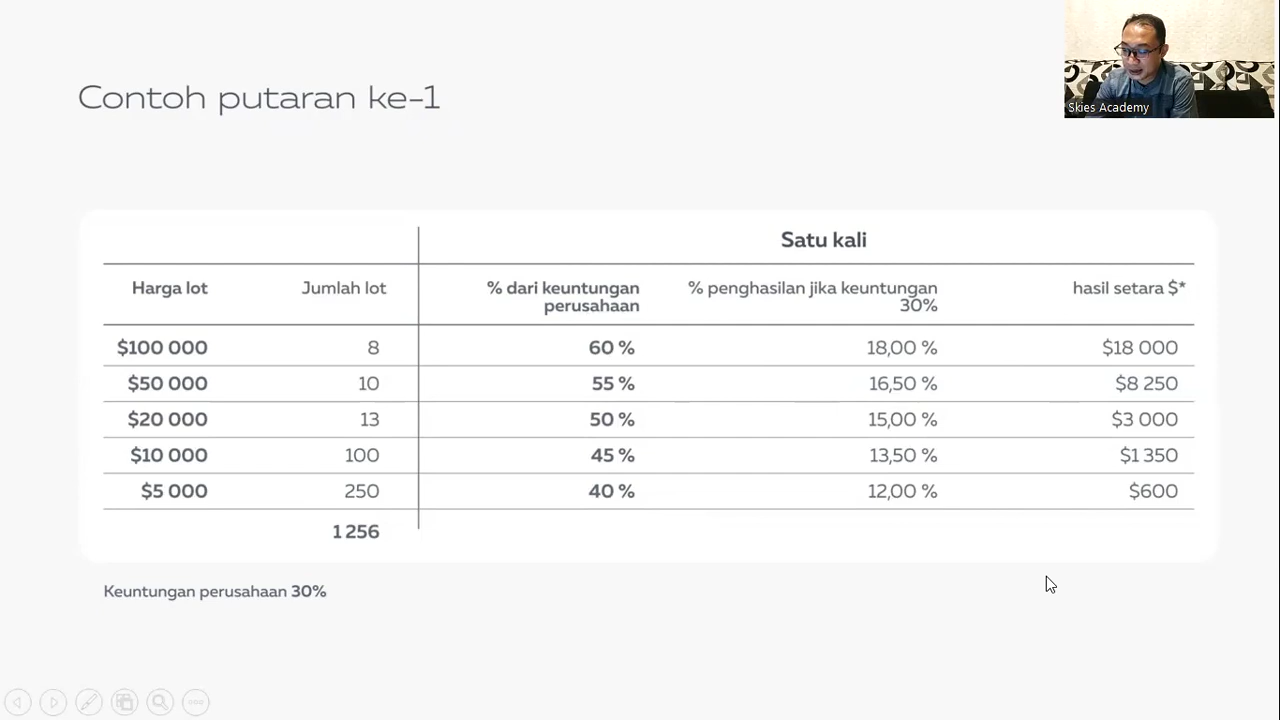 Skies Academy
Contoh putaran ke-1
Satu kali
Harga lot Jumlah lot % dari keuntungan perusahaan % penghasilan jika keuntungan 30% hasil setara $*
$100 000 8 60 % 18,00 % $18 000
$50 000 10 55 % 16,50 % $8 250
$20 000 13 50 % 15,00 % $3 000
$10 000 100 45 % 13,50 % $1 350
$5 000 250 40 % 12,00 % $600
1 256
Keuntungan perusahaan 30%